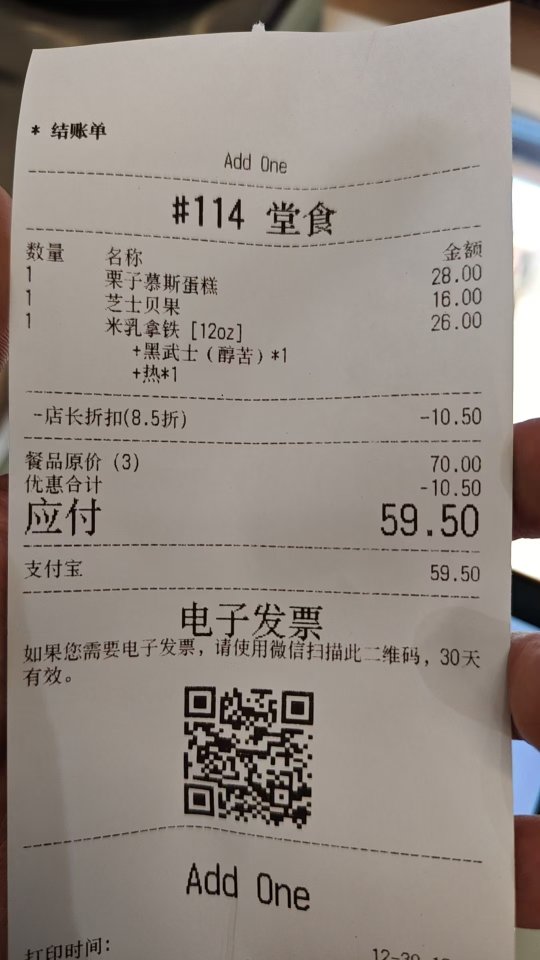 * 结账单
Add One
#114 堂食
数量 名称 金额
1 栗子慕斯蛋糕 28.00
1 芝士贝果 16.00
1 米乳拿铁 [12oz] 26.00
+黑武士（醇苦）*1
+热*1
-店长折扣(8.5折) -10.50
餐品原价 (3) 70.00
优惠合计 -10.50
应付 59.50
支付宝 59.50
电子发票
如果您需要电子发票，请使用微信扫描此二维码，30天
有效。
Add One
打印时间: